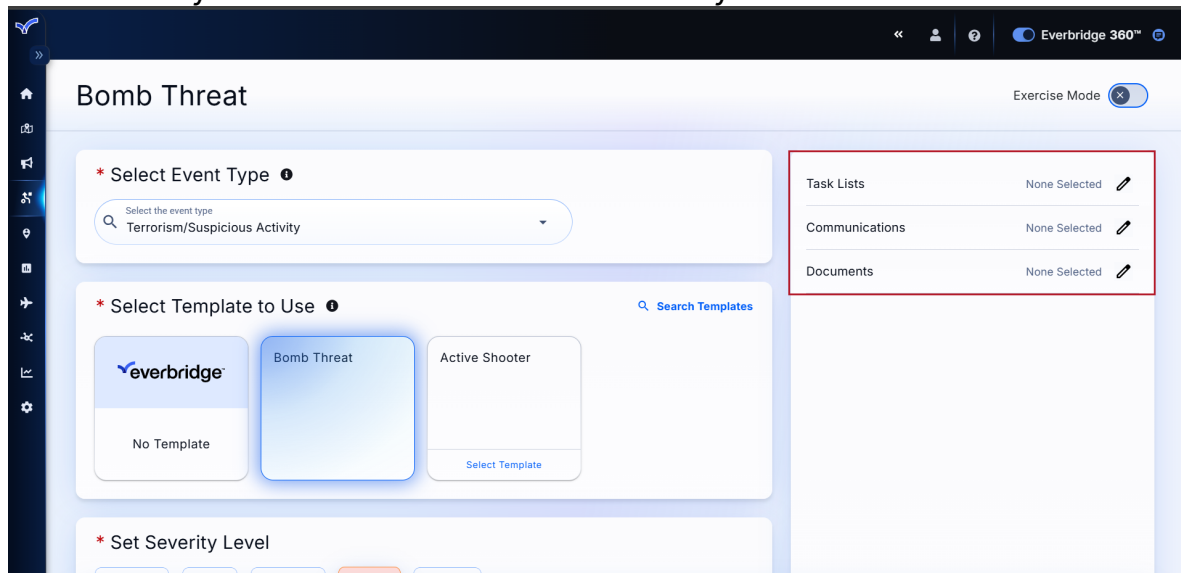 Everbridge 360™
Bomb Threat
Exercise Mode
* Select Event Type
Select the event type
Terrorism/Suspicious Activity
* Select Template to Use
Search Templates
everbridge
No Template
Bomb Threat
Active Shooter
Select Template
* Set Severity Level
Task Lists
None Selected
Communications
None Selected
Documents
None Selected